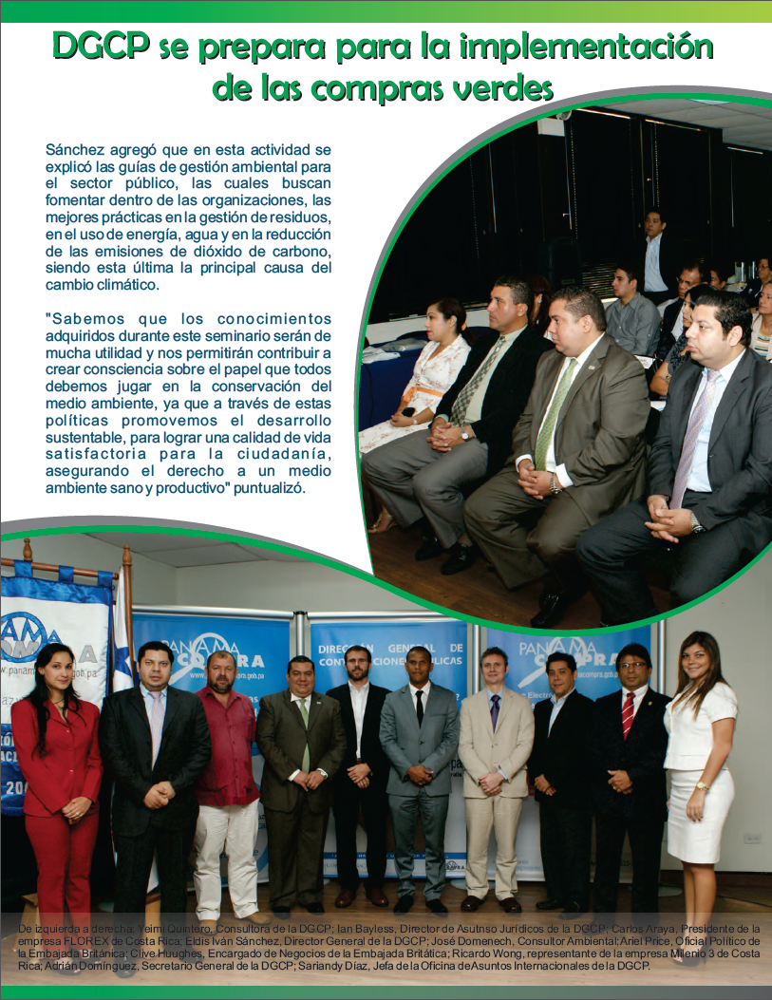 DGCP se prepara para la implementación
de las compras verdes
Sánchez agregó que en esta actividad se
explicó las guías de gestión ambiental para
el sector público, las cuales buscan
fomentar dentro de las organizaciones, las
mejores prácticas en la gestión de residuos,
en el uso de energía, agua y en la reducción
de las emisiones de dióxido de carbono,
siendo esta última la principal causa del
cambio climático.
"Sabemos que los conocimientos
adquiridos durante este seminario serán de
mucha utilidad y nos permitirán contribuir a
crear consciencia sobre el papel que todos
debemos jugar en la conservación del
medio ambiente, ya que a través de estas
políticas promovemos el desarrollo
sustentable, para lograr una calidad de vida
satisfactoria para la ciudadanía,
asegurando el derecho a un medio
ambiente sano y productivo" puntualizó.
PANAMA
COMPRA
DIRECCIÓN GENERAL DE
PANAMA
COMPRA
De izquierda a derecha: Yeimi Quintero, Consultora de la DGCP; Ian Bayless, Director de Asutnso Jurídicos de la DGCP; Carlos Araya, Presidente de la
empresa FLOREX de Costa Rica; Eldis Iván Sánchez, Director General de la DGCP; José Domenech, Consultor Ambiental; Ariel Price, Oficial Político de
la Embajada Británica; Clive Huughes, Encargado de Negocios de la Embajada Britática; Ricardo Wong, representante de la empresa Milenio 3 de Costa
Rica; Adrián Domínguez, Secretario General de la DGCP; Sariandy Díaz, Jefa de la Oficina de Asuntos Internacionales de la DGCP.